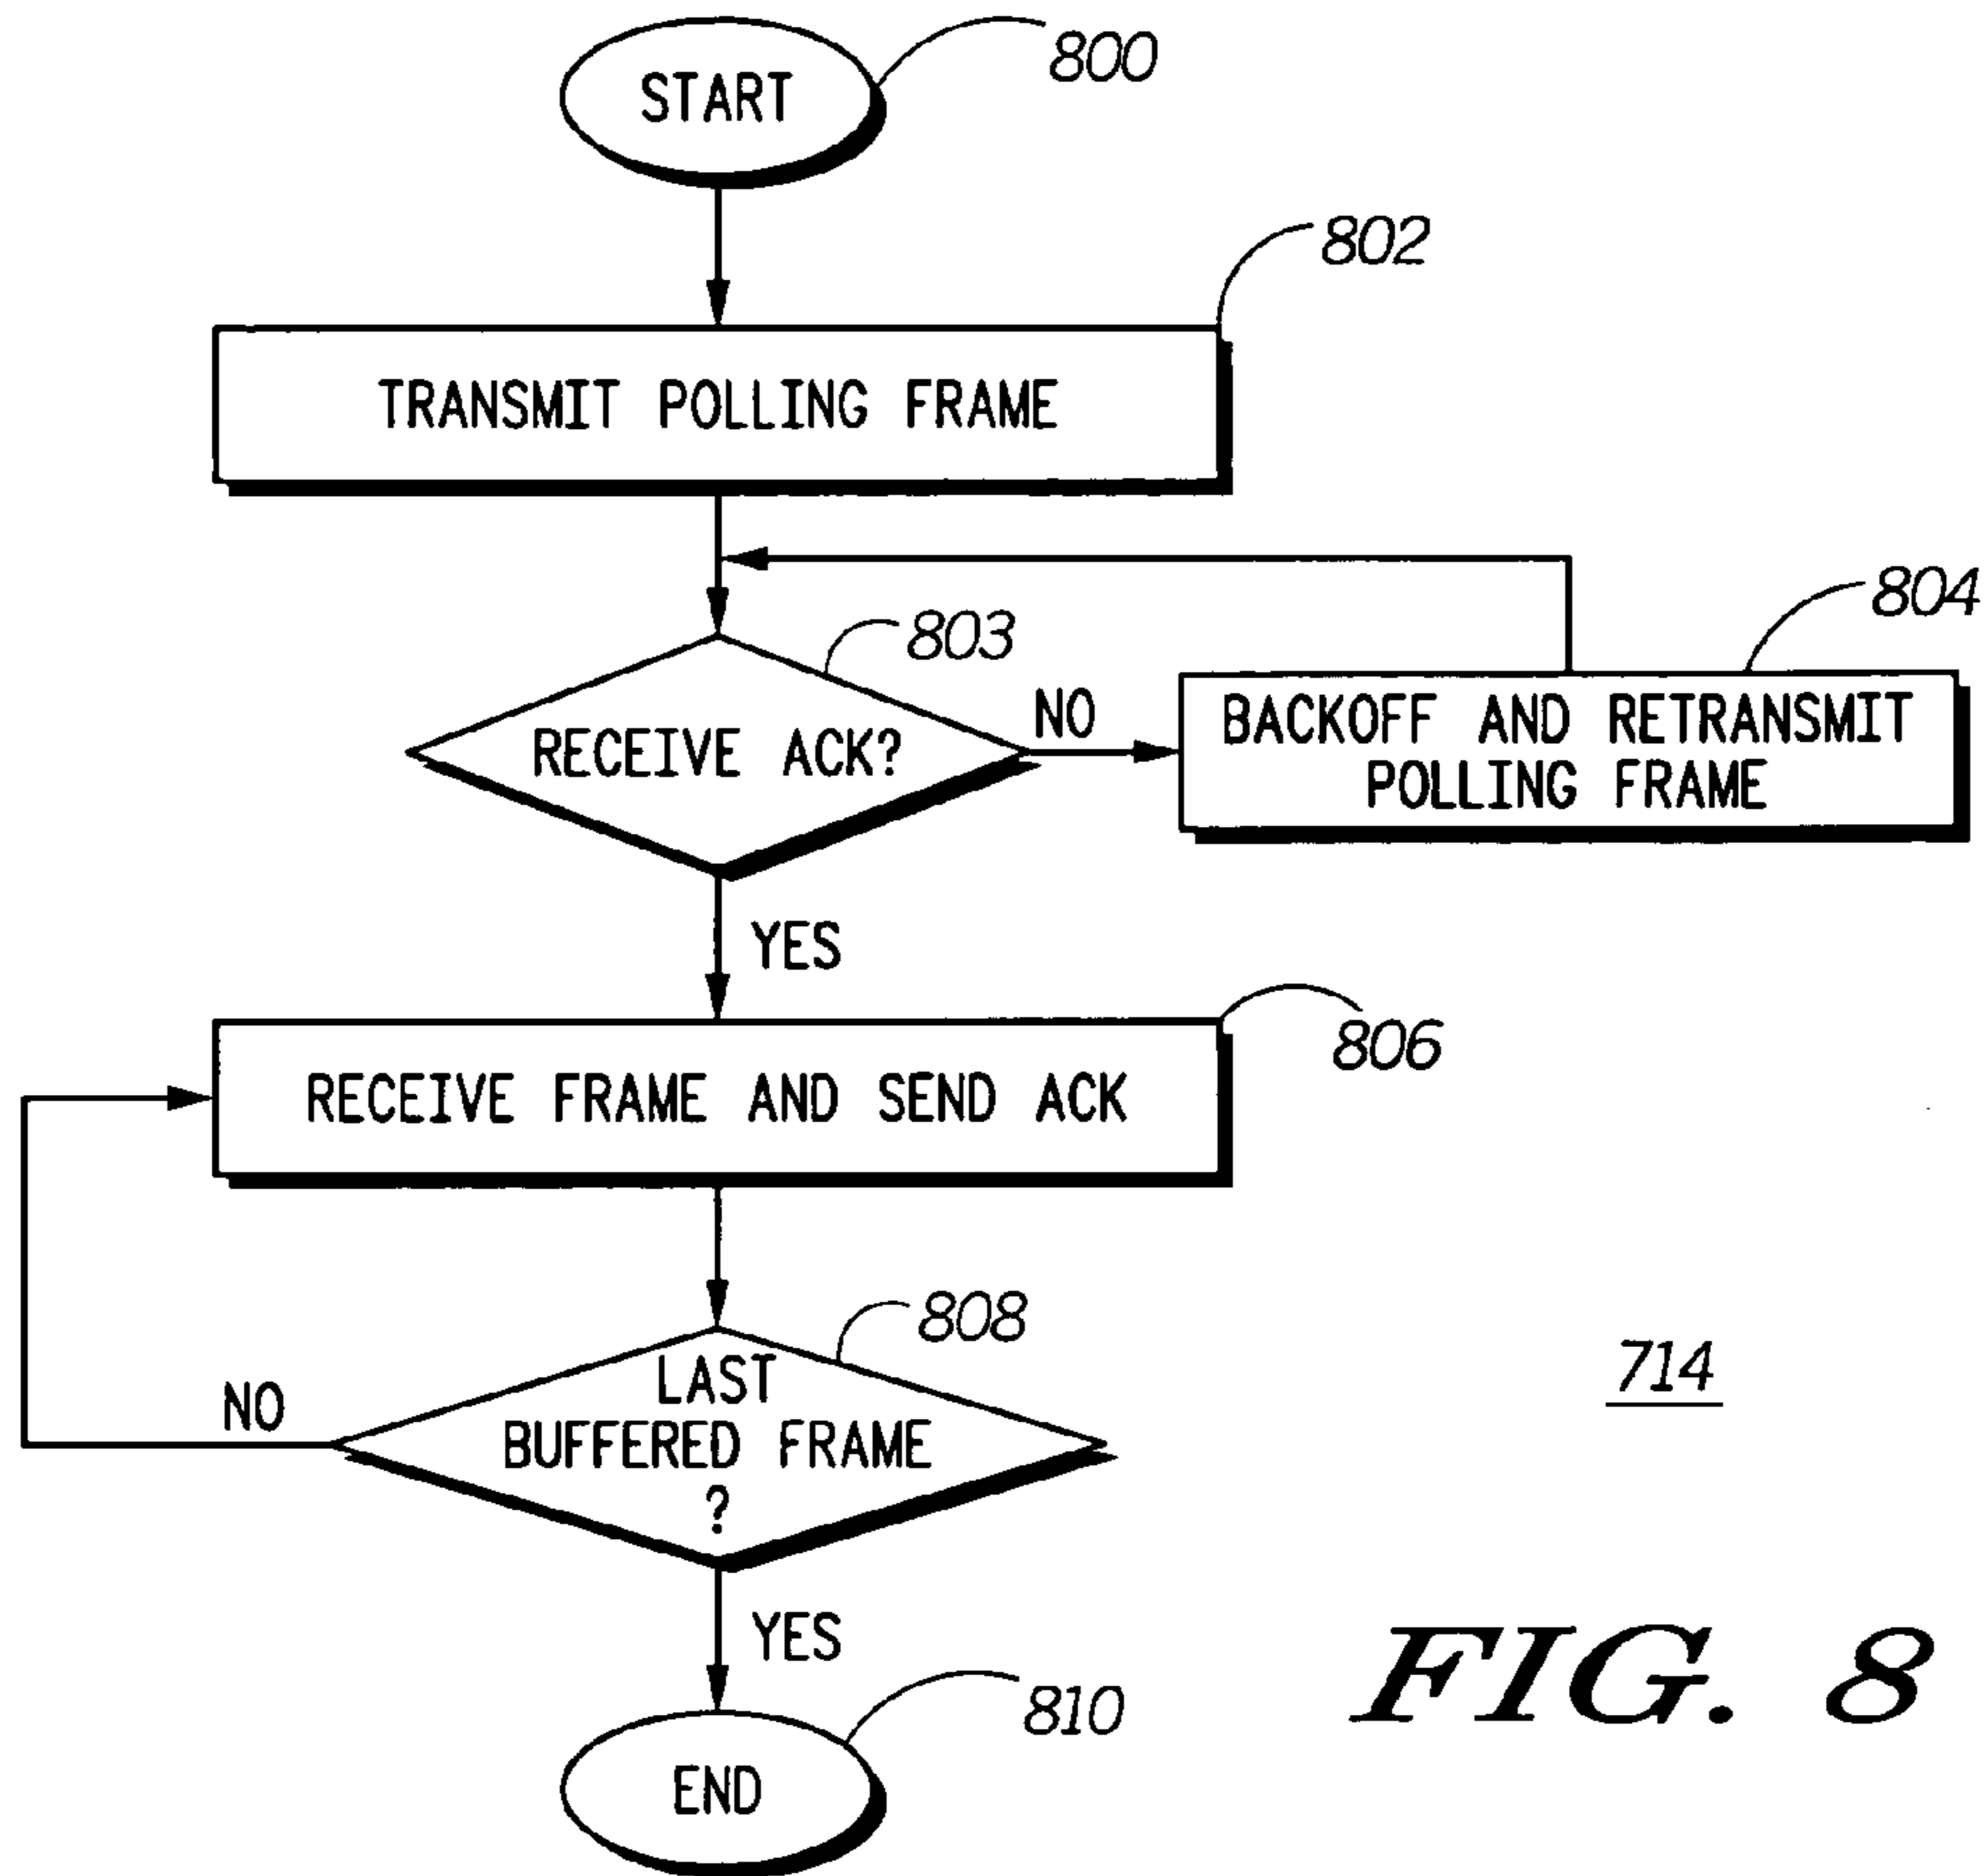 START
800
802
TRANSMIT POLLING FRAME
803
804
RECEIVE ACK?
NO
BACKOFF AND RETRANSMIT
POLLING FRAME
YES
806
RECEIVE FRAME AND SEND ACK
808
LAST
BUFFERED FRAME
?
NO
714
YES
810
END
FIG. 8